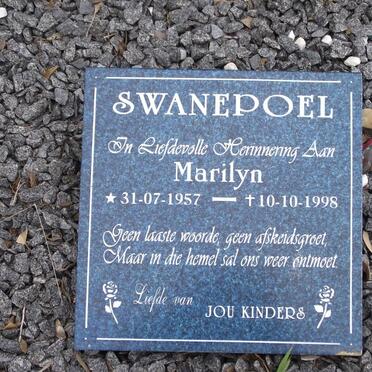 SWANEPOEL
In Liefdevolle Herinnering Aan
Marilyn
★ 31-07-1957 — †10-10-1998
Geen laaste woorde, geen afskeidsgroet,
Maar in die hemel sal ons weer ontmoet.
Liefde van
JOU KINDERS